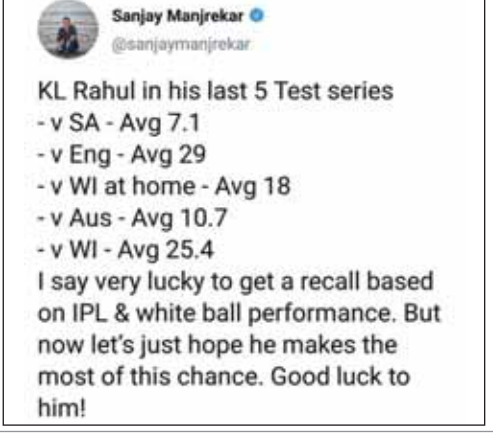 Sanjay Manjrekar
@sanjaymanjrekar
KL Rahul in his last 5 Test series
- v SA - Avg 7.1
- v Eng - Avg 29
- v WI at home - Avg 18
- v Aus - Avg 10.7
- v WI - Avg 25.4
I say very lucky to get a recall based
on IPL & white ball performance. But
now let's just hope he makes the
most of this chance. Good luck to
him!